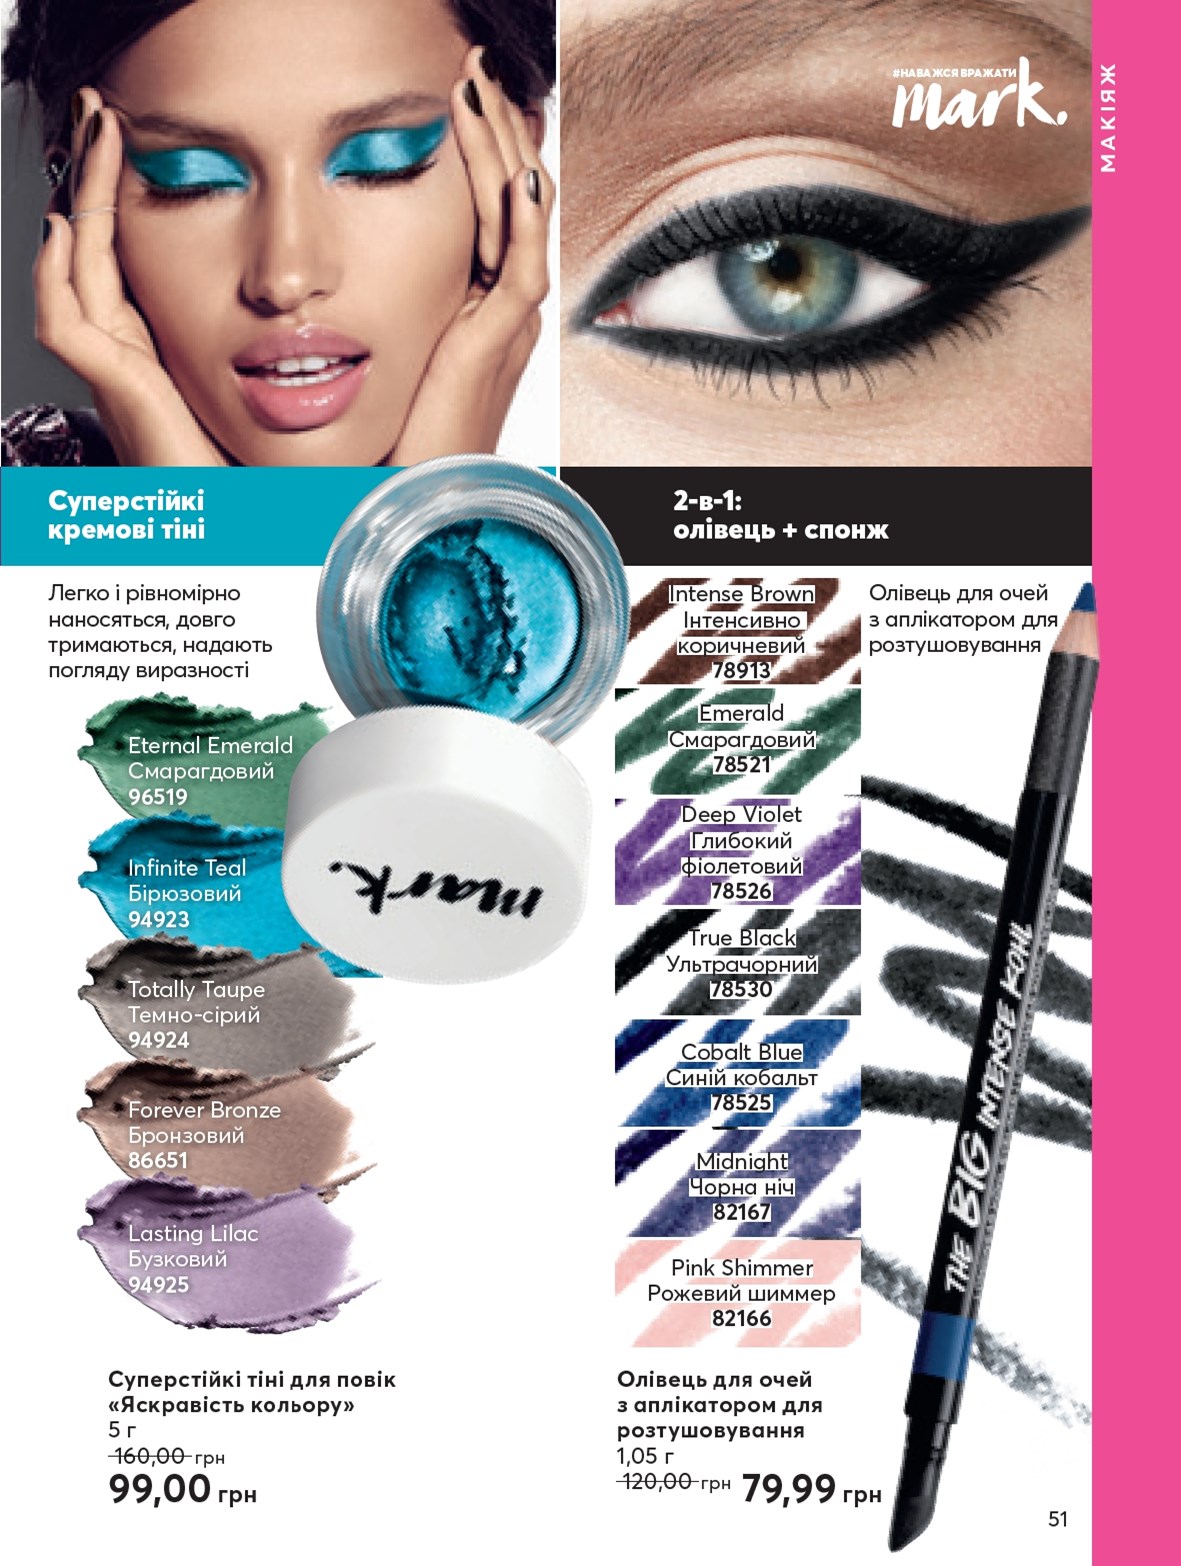 #НАВАЖСЯ ВРАЖАТИ
mark.
МАКІЯЖ
Суперстійкі
кремові тіні
2-в-1:
олівець + спонж
Легко і рівномірно
наносяться, довго
тримаються, надають
погляду виразності
Eternal Emerald
Смарагдовий
96519
Infinite Teal
Бірюзовий
94923
Totally Taupe
Темно-сірий
94924
Forever Bronze
Бронзовий
86651
Lasting Lilac
Бузковий
94925
mark.
Intense Brown
Інтенсивно
коричневий
78913
Emerald
Смарагдовий
78521
Deep Violet
Глибокий
фіолетовий
78526
True Black
Ультрачорний
78530
Cobalt Blue
Синій кобальт
78525
Midnight
Чорна ніч
82167
Pink Shimmer
Рожевий шиммер
82166
Олівець для очей
з аплікатором для
розтушовування
THE BIG INTENSE KOHL
Суперстійкі тіні для повік
«Яскравість кольору»
5 г
160,00 грн
99,00 грн
Олівець для очей
з аплікатором для
розтушовування
1,05 г
120,00 грн 79,99 грн
51